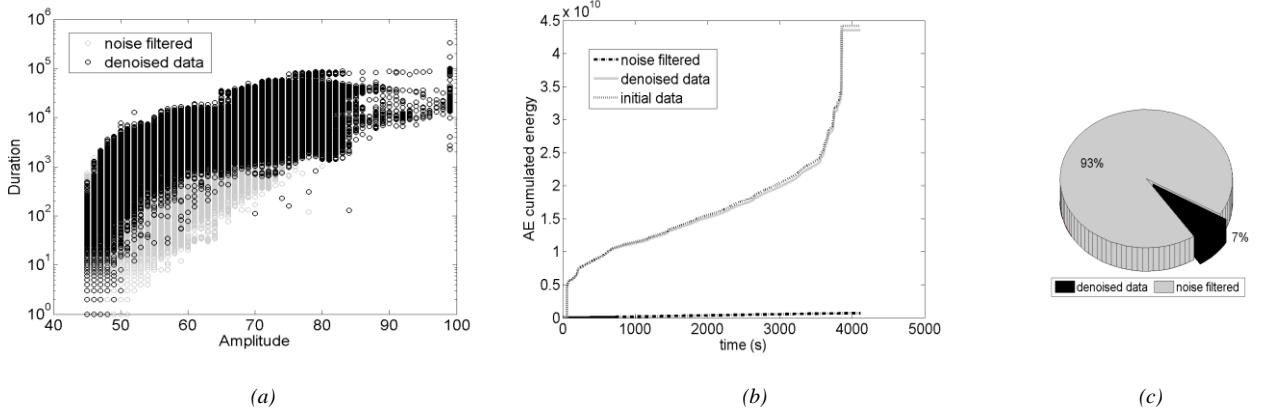 10^6
10^5
10^4
10^3
10^2
10^1
10^0
Duration
noise filtered
denoised data
40 50 60 70 80 90 100
Amplitude
(a)
x 10^10
4.5
4
3.5
3
2.5
2
1.5
1
0.5
0
AE cumulated energy
noise filtered
denoised data
initial data
0 1000 2000 3000 4000 5000
time (s)
(b)
93%
7%
denoised data noise filtered
(c)